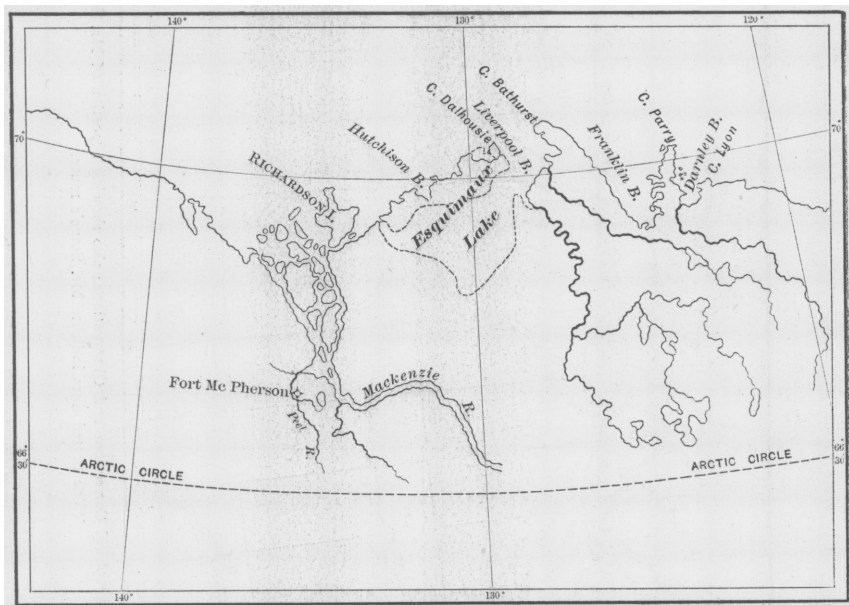 140°
130°
120°
70°
70°
C. Bathurst
C. Dalhousie
Liverpool B.
Hutchison B.
RICHARDSON I.
Franklin B.
C. Parry
Darnley B.
C. Lyon
Esquimaux
Lake
Fort Mc Pherson
Mackenzie
R.
Peel
R.
66°
30'
ARCTIC CIRCLE
ARCTIC CIRCLE
66°
30'
140°
130°